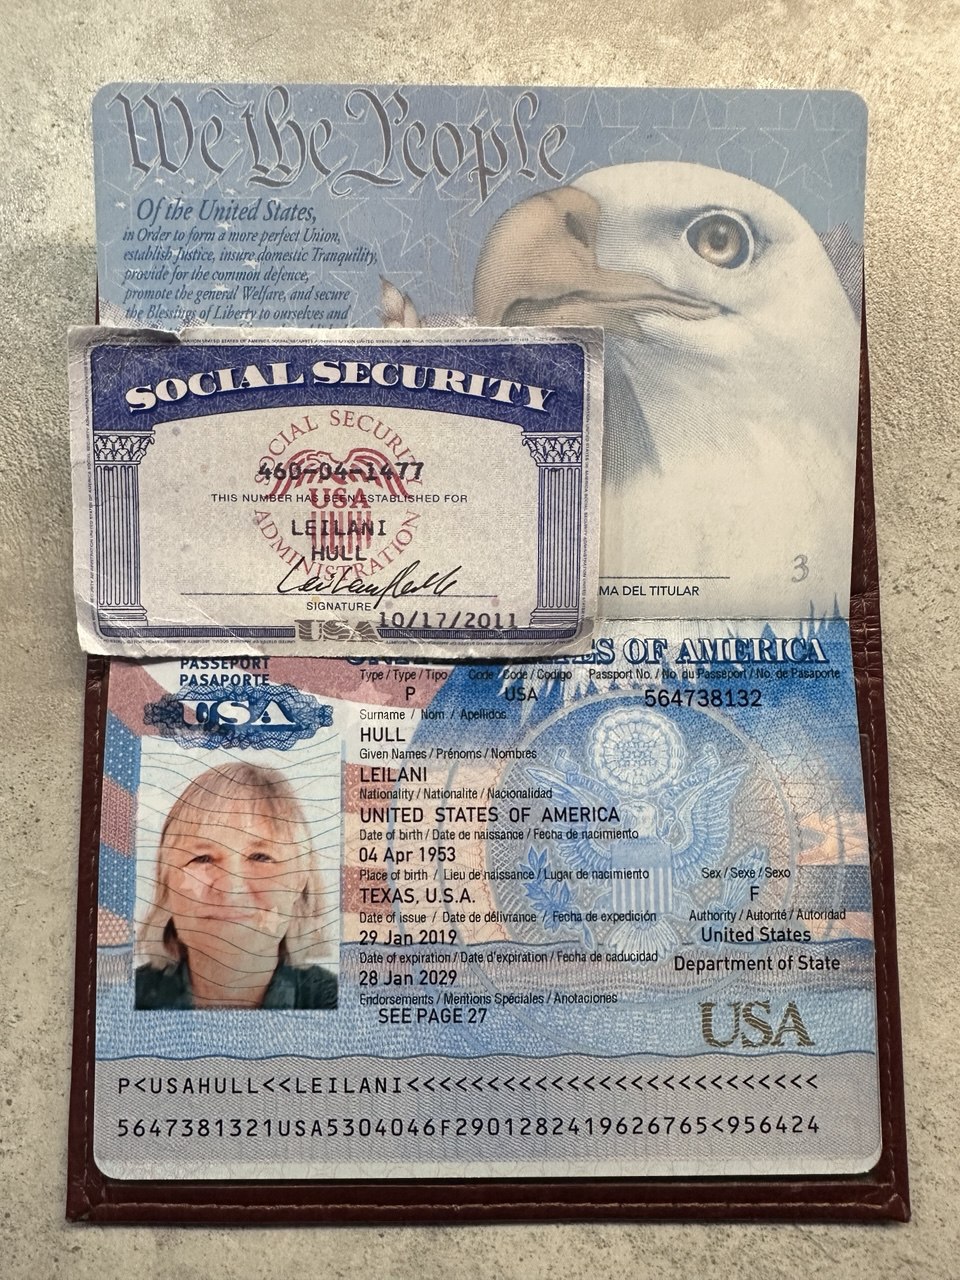 We the People
Of the United States,
in Order to form a more perfect Union,
establish Justice, insure domestic Tranquility,
provide for the common defence,
promote the general Welfare, and secure
the Blessings of Liberty to ourselves and
SOCIAL SECURITY
SOCIAL SECURITY ADMINISTRATION
USA
460-04-1477
THIS NUMBER HAS BEEN ESTABLISHED FOR
LEILANI
HULL
SIGNATURE
10/17/2011
USA
3
MA DEL TITULAR
ES OF AMERICA
PASSEPORT
PASAPORTE
USA
Type / Type / Tipo Code / Code / Codigo Passport No. / No. du Passeport / No. de Pasaporte
P USA 564738132
Surname / Nom / Apellidos
HULL
Given Names / Prénoms / Nombres
LEILANI
Nationality / Nationalite / Nacionalidad
UNITED STATES OF AMERICA
Date of birth / Date de naissance / Fecha de nacimiento
04 Apr 1953
Place of birth / Lieu de naissance / Lugar de nacimiento Sex / Sexe / Sexo
TEXAS, U.S.A. F
Date of issue / Date de délivrance / Fecha de expedición Authority / Autorité / Autoridad
29 Jan 2019 United States
Date of expiration / Date d'expiration / Fecha de caducidad Department of State
28 Jan 2029
Endorsements / Mentions Spéciales / Anotaciones
SEE PAGE 27
USA
P<USAHULL<<LEILANI<<<<<<<<<<<<<<<<<<<<<<<<<<
5647381321USA5304046F2901282419626765<956424